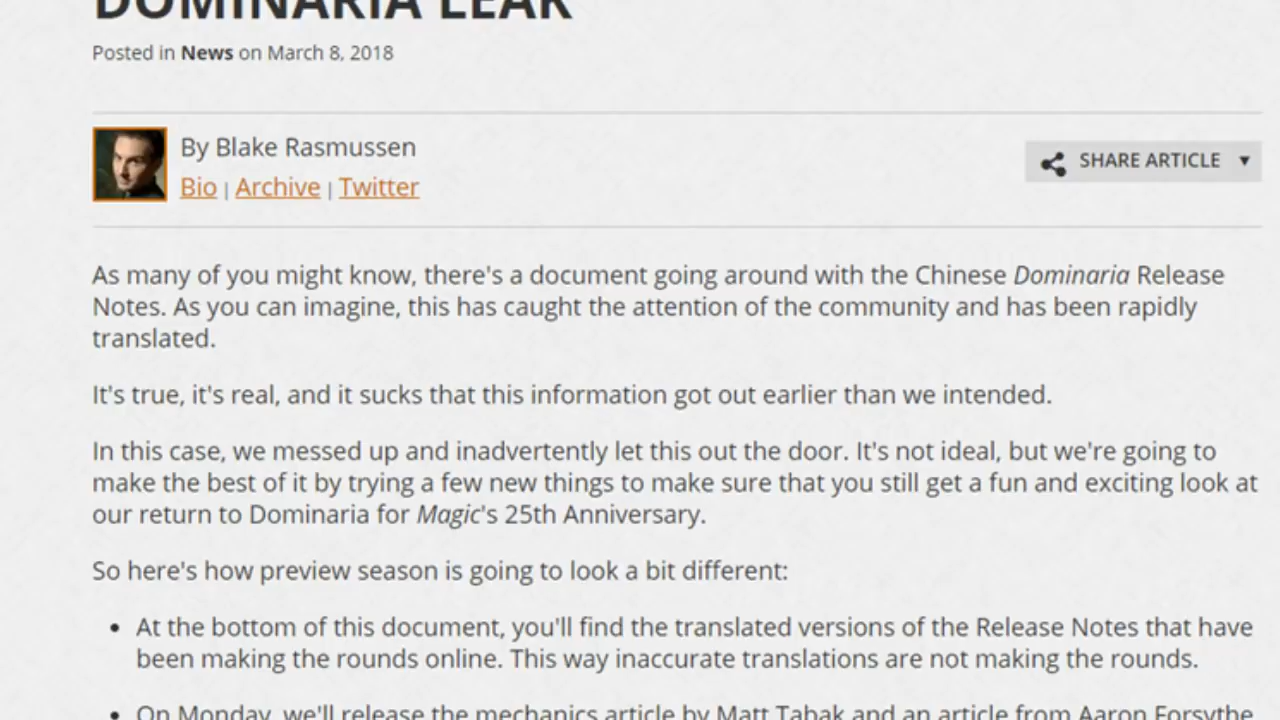 DOMINARIA LEAK
Posted in News on March 8, 2018
By Blake Rasmussen
Bio | Archive | Twitter
SHARE ARTICLE
As many of you might know, there's a document going around with the Chinese Dominaria Release
Notes. As you can imagine, this has caught the attention of the community and has been rapidly
translated.
It's true, it's real, and it sucks that this information got out earlier than we intended.
In this case, we messed up and inadvertently let this out the door. It's not ideal, but we're going to
make the best of it by trying a few new things to make sure that you still get a fun and exciting look at
our return to Dominaria for Magic's 25th Anniversary.
So here's how preview season is going to look a bit different:
• At the bottom of this document, you'll find the translated versions of the Release Notes that have
been making the rounds online. This way inaccurate translations are not making the rounds.
• On Monday, we'll release the mechanics article by Matt Tabak and an article from Aaron Forsythe